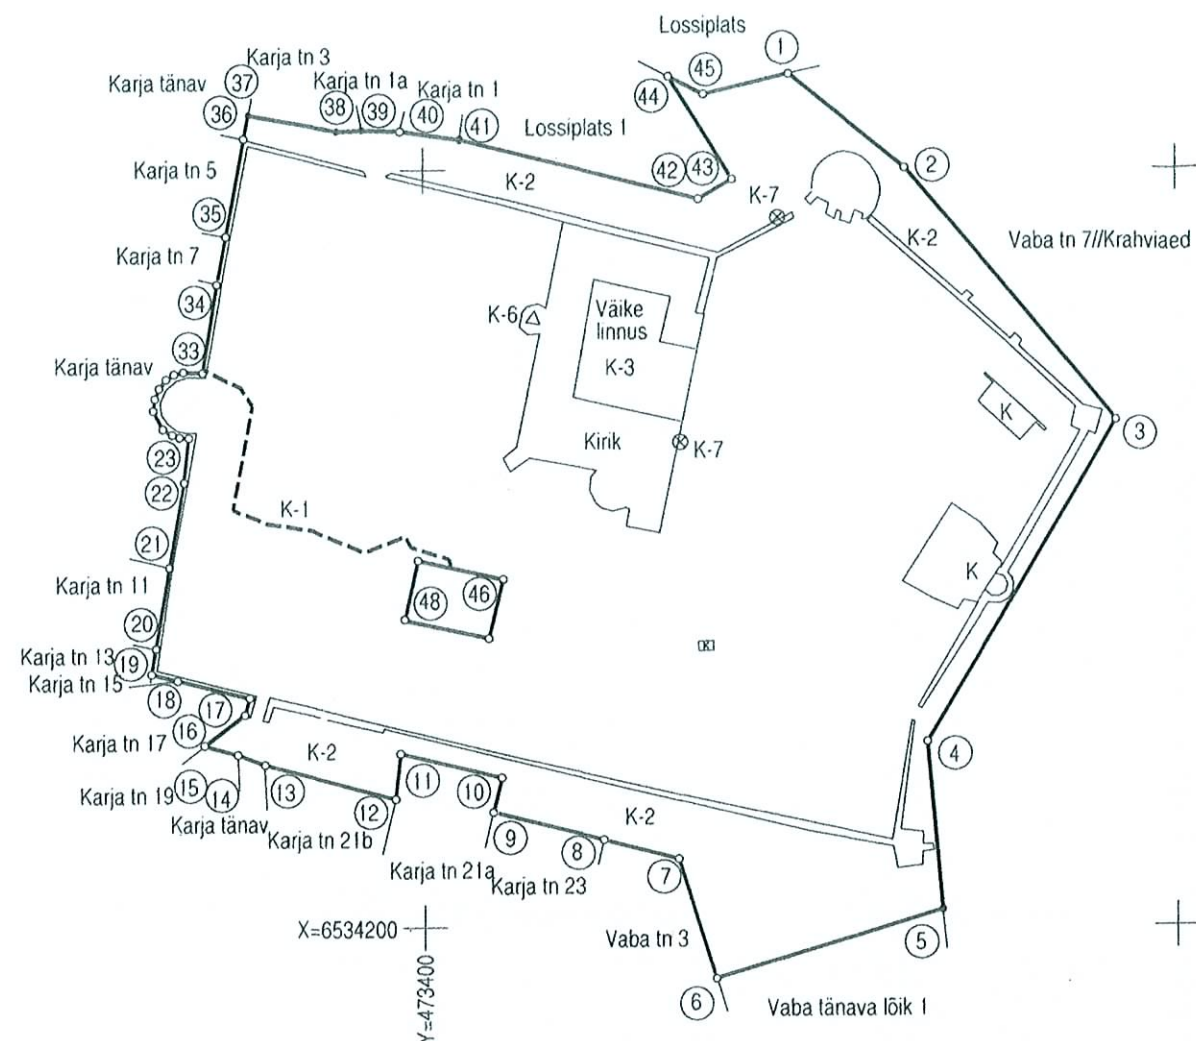 Lossiplats
1
45
44
Karja tn 3
Karja tänav
37
36
Karja tn 1a
38
39
40
Karja tn 1
41
Lossiplats 1
42
43
2
K-2
K-7
K-2
Vaba tn 7//Krahviaed
Karja tn 5
35
Karja tn 7
34
33
Karja tänav
K-6
Väike
linnus
K-3
Kirik
K-7
K
3
23
22
K-1
21
Karja tn 11
K
48
46
20
Karja tn 13
19
Karja tn 15
18
17
K
16
Karja tn 17
4
K-2
15
14
13
12
11
10
9
K-2
8
7
Karja tn 19
Karja tänav
Karja tn 21b
Karja tn 21a
Karja tn 23
X=6534200
Y=473400
Vaba tn 3
5
6
Vaba tänava lõik 1